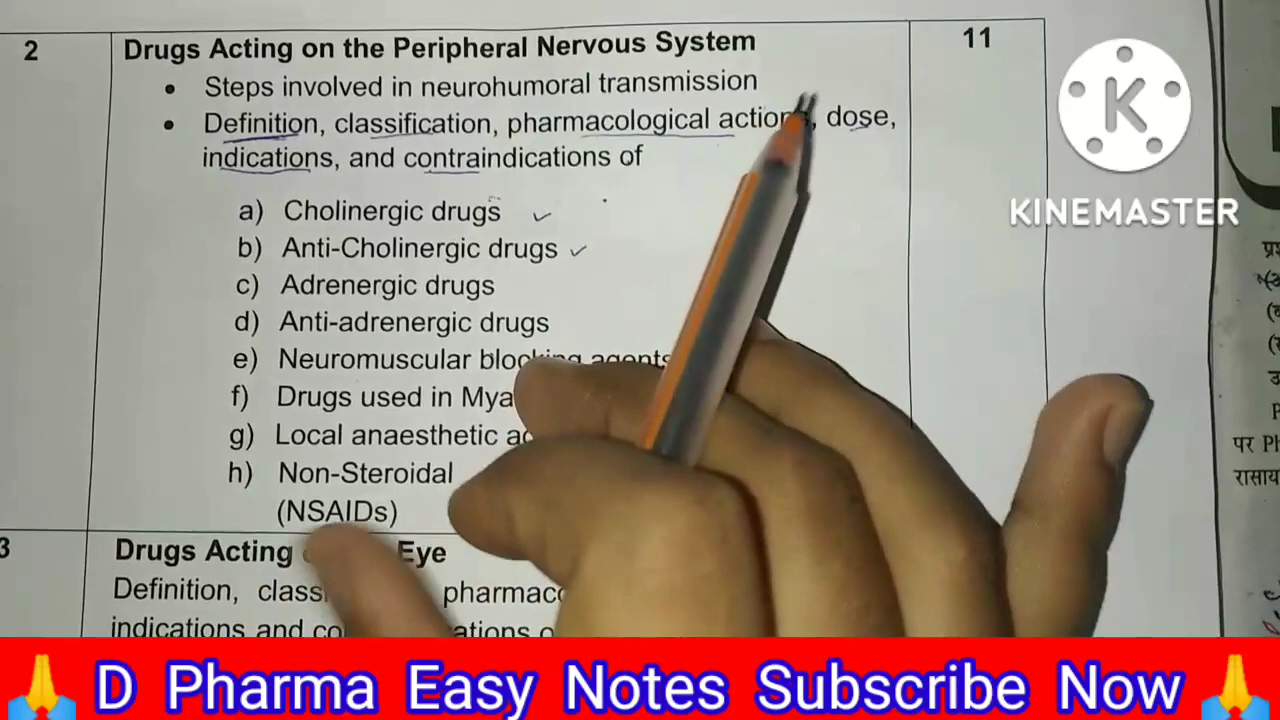 2
Drugs Acting on the Peripheral Nervous System
11
• Steps involved in neurohumoral transmission
• Definition, classification, pharmacological actions, dose,
indications, and contraindications of
a) Cholinergic drugs
b) Anti-Cholinergic drugs
c) Adrenergic drugs
d) Anti-adrenergic drugs
e) Neuromuscular blocking agents
f) Drugs used in Mya
g) Local anaesthetic
h) Non-Steroidal
(NSAIDs)
3
Drugs Acting Eye
Definition, class pharmac
indications and co ations o
K
KINEMASTER
पर Ph
रासाय
D Pharma Easy Notes Subscribe Now